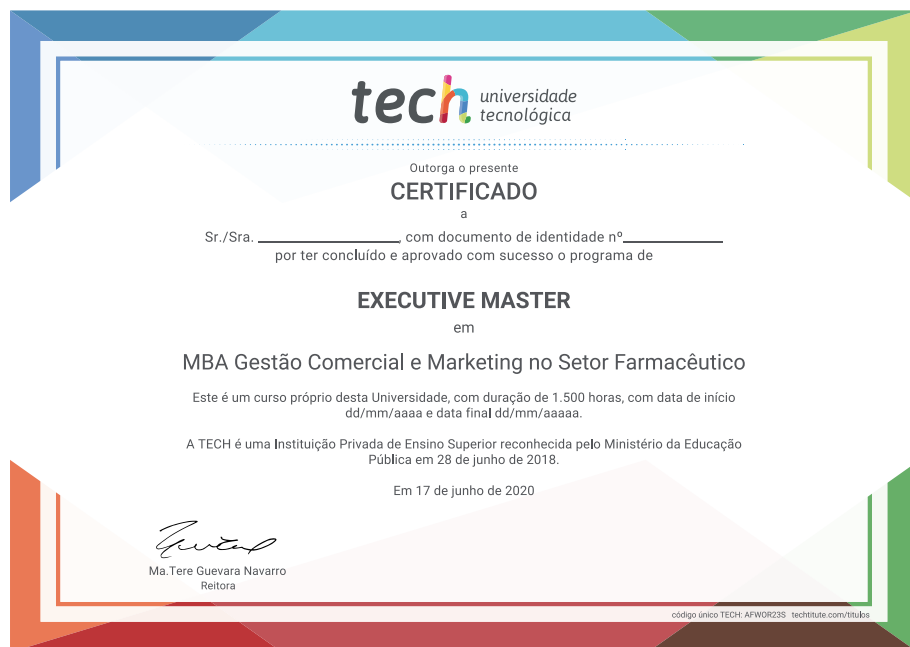 tech universidade
tecnológica
Outorga o presente
CERTIFICADO
a
Sr./Sra. ________________, com documento de identidade nº____________
por ter concluído e aprovado com sucesso o programa de
EXECUTIVE MASTER
em
MBA Gestão Comercial e Marketing no Setor Farmacêutico
Este é um curso próprio desta Universidade, com duração de 1.500 horas, com data de início
dd/mm/aaaa e data final dd/mm/aaaaa.
A TECH é uma Instituição Privada de Ensino Superior reconhecida pelo Ministério da Educação
Pública em 28 de junho de 2018.
Em 17 de junho de 2020
Ma.Tere Guevara Navarro
Reitora
código único TECH: AFWOR23S techtitute.com/titulos